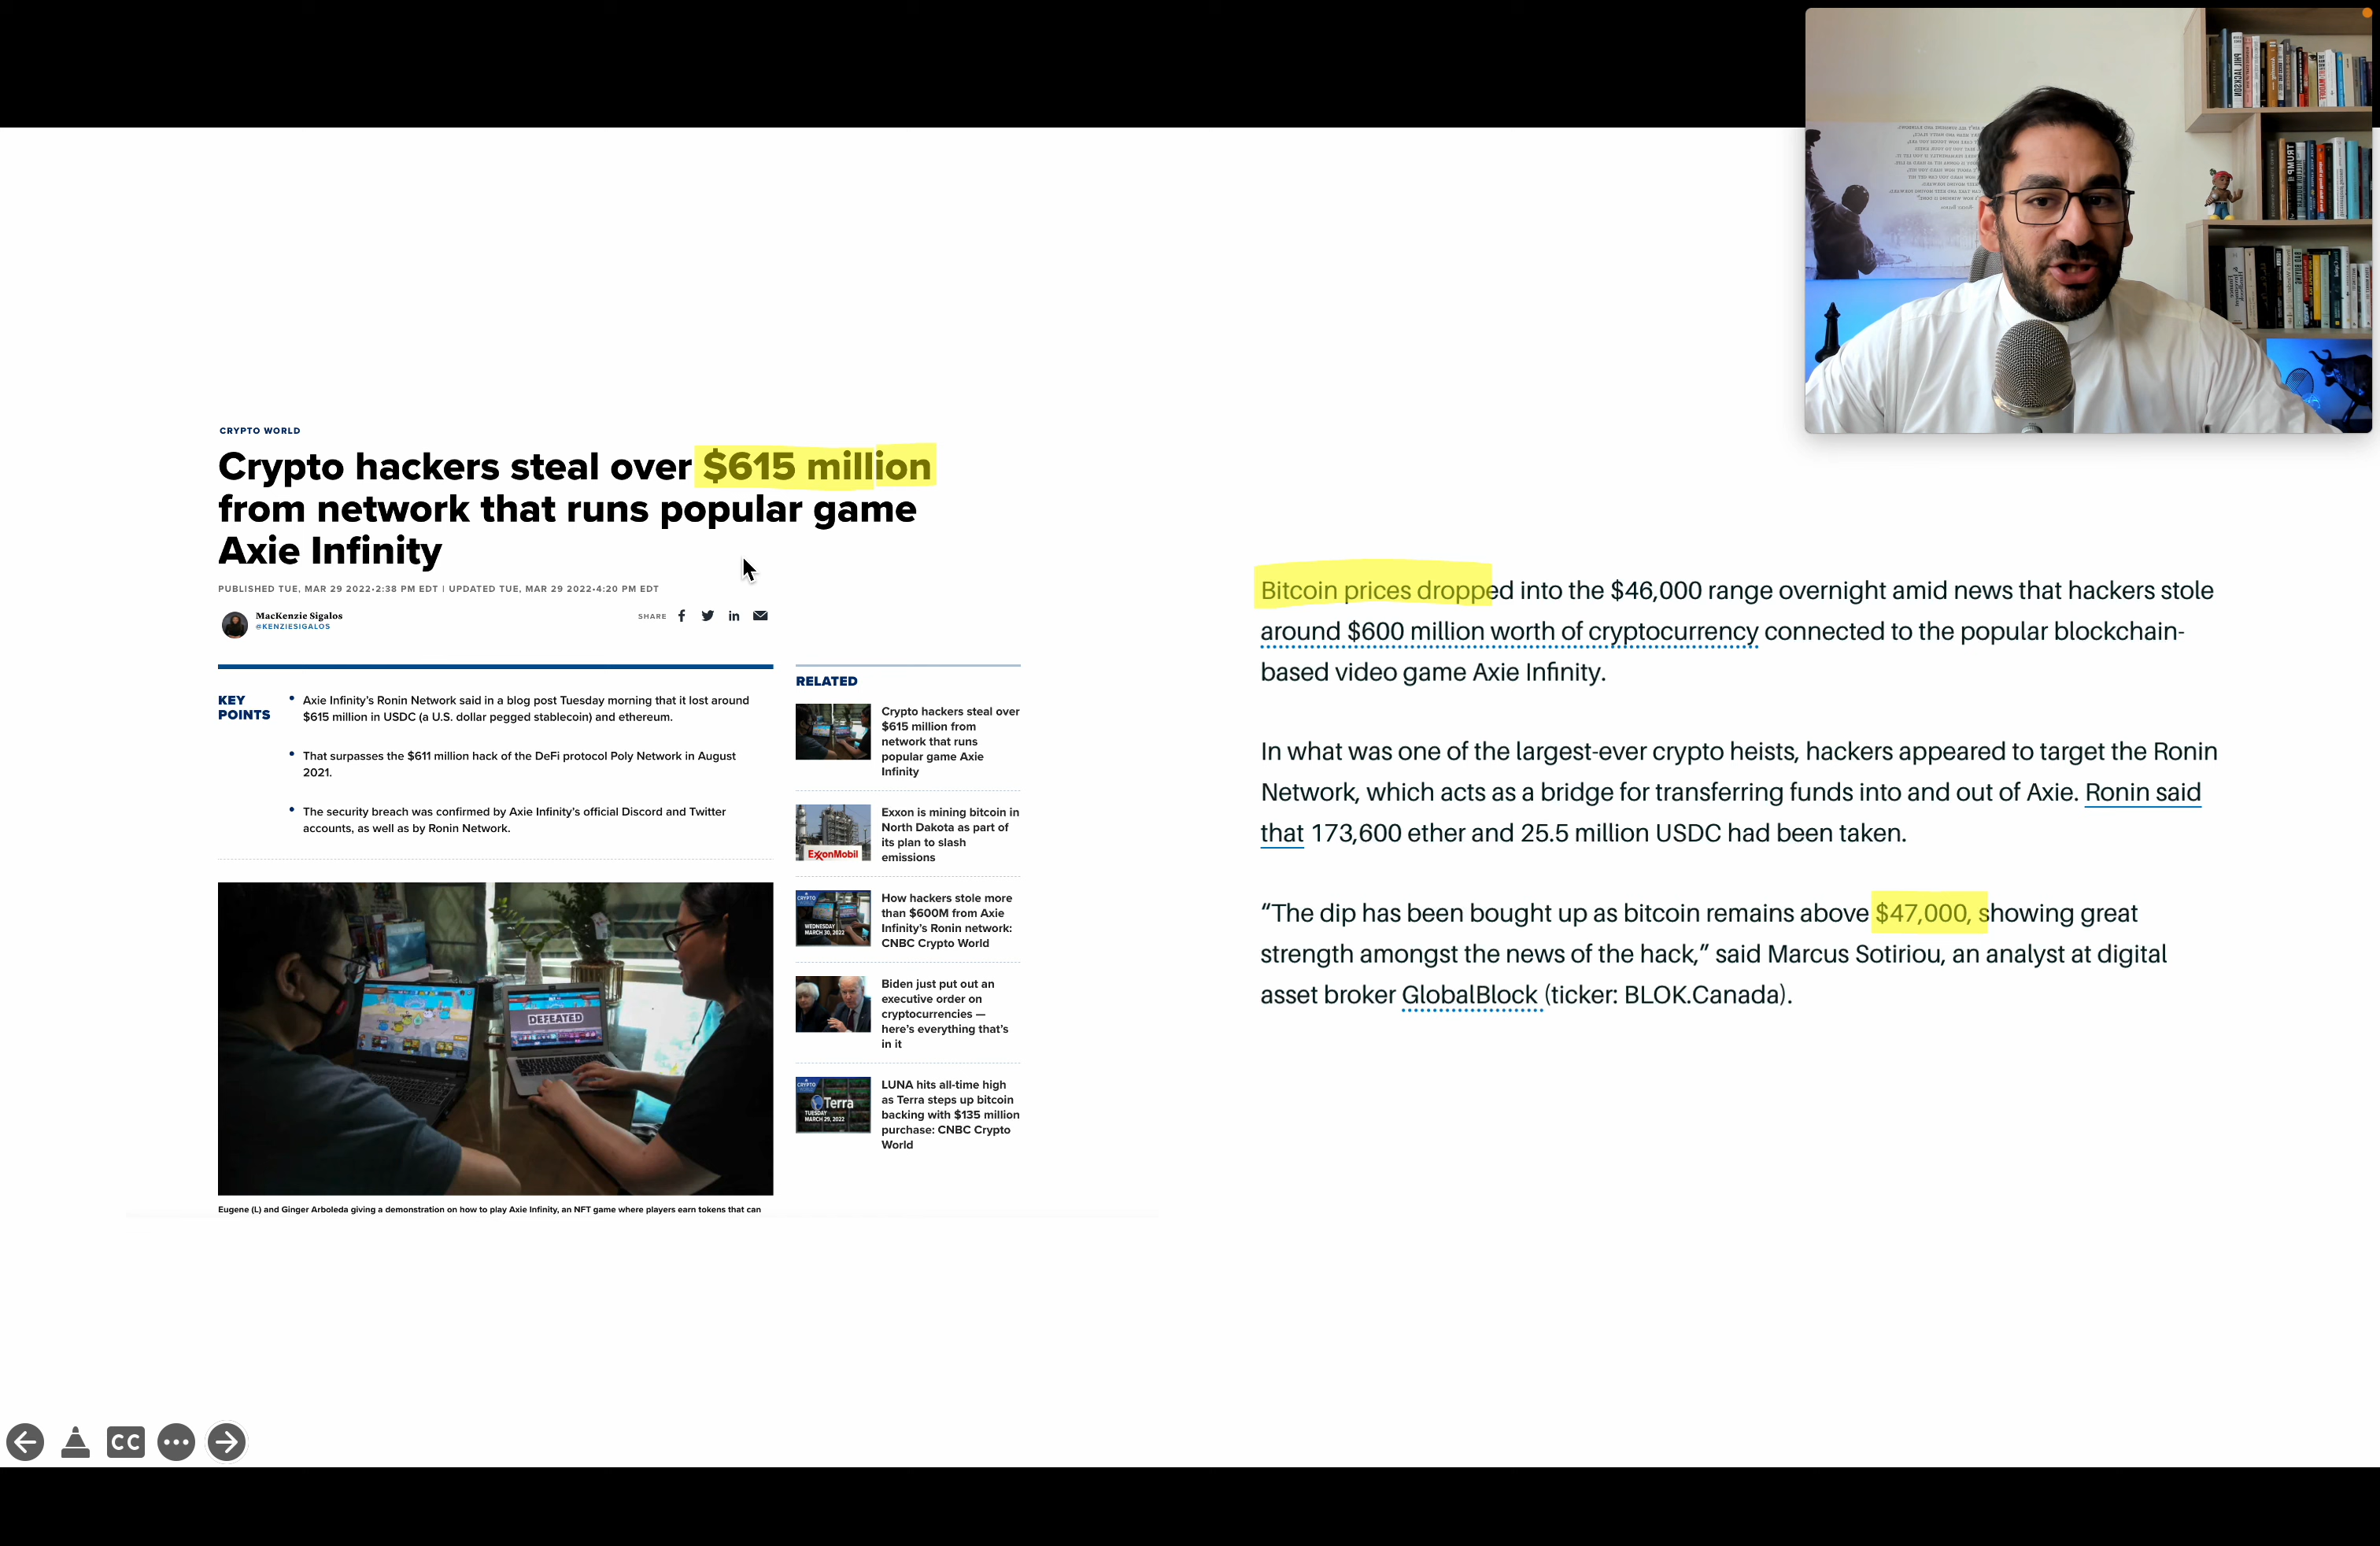 CRYPTO WORLD
Crypto hackers steal over $615 million
from network that runs popular game
Axie Infinity
PUBLISHED TUE, MAR 29 2022•2:38 PM EDT | UPDATED TUE, MAR 29 2022•4:20 PM EDT
MacKenzie Sigalos
@KENZIESIGALOS
SHARE
KEY
POINTS
• Axie Infinity’s Ronin Network said in a blog post Tuesday morning that it lost around
$615 million in USDC (a U.S. dollar pegged stablecoin) and ethereum.
• That surpasses the $611 million hack of the DeFi protocol Poly Network in August
2021.
• The security breach was confirmed by Axie Infinity’s official Discord and Twitter
accounts, as well as by Ronin Network.
DEFEATED
Eugene (L) and Ginger Arboleda giving a demonstration on how to play Axie Infinity, an NFT game where players earn tokens that can
RELATED
Crypto hackers steal over
$615 million from
network that runs
popular game Axie
Infinity
ExxonMobil
Exxon is mining bitcoin in
North Dakota as part of
its plan to slash
emissions
CRYPTO
WEDNESDAY
MARCH 30, 2022
How hackers stole more
than $600M from Axie
Infinity’s Ronin network:
CNBC Crypto World
Biden just put out an
executive order on
cryptocurrencies —
here’s everything that’s
in it
CRYPTO
Terra
TUESDAY
MARCH 29, 2022
LUNA hits all-time high
as Terra steps up bitcoin
backing with $135 million
purchase: CNBC Crypto
World
Bitcoin prices dropped into the $46,000 range overnight amid news that hackers stole
around $600 million worth of cryptocurrency connected to the popular blockchain-
based video game Axie Infinity.
In what was one of the largest-ever crypto heists, hackers appeared to target the Ronin
Network, which acts as a bridge for transferring funds into and out of Axie. Ronin said
that 173,600 ether and 25.5 million USDC had been taken.
“The dip has been bought up as bitcoin remains above $47,000, showing great
strength amongst the news of the hack,” said Marcus Sotiriou, an analyst at digital
asset broker GlobalBlock (ticker: BLOK.Canada).
PHIL JACKSON
TRUMP
CC